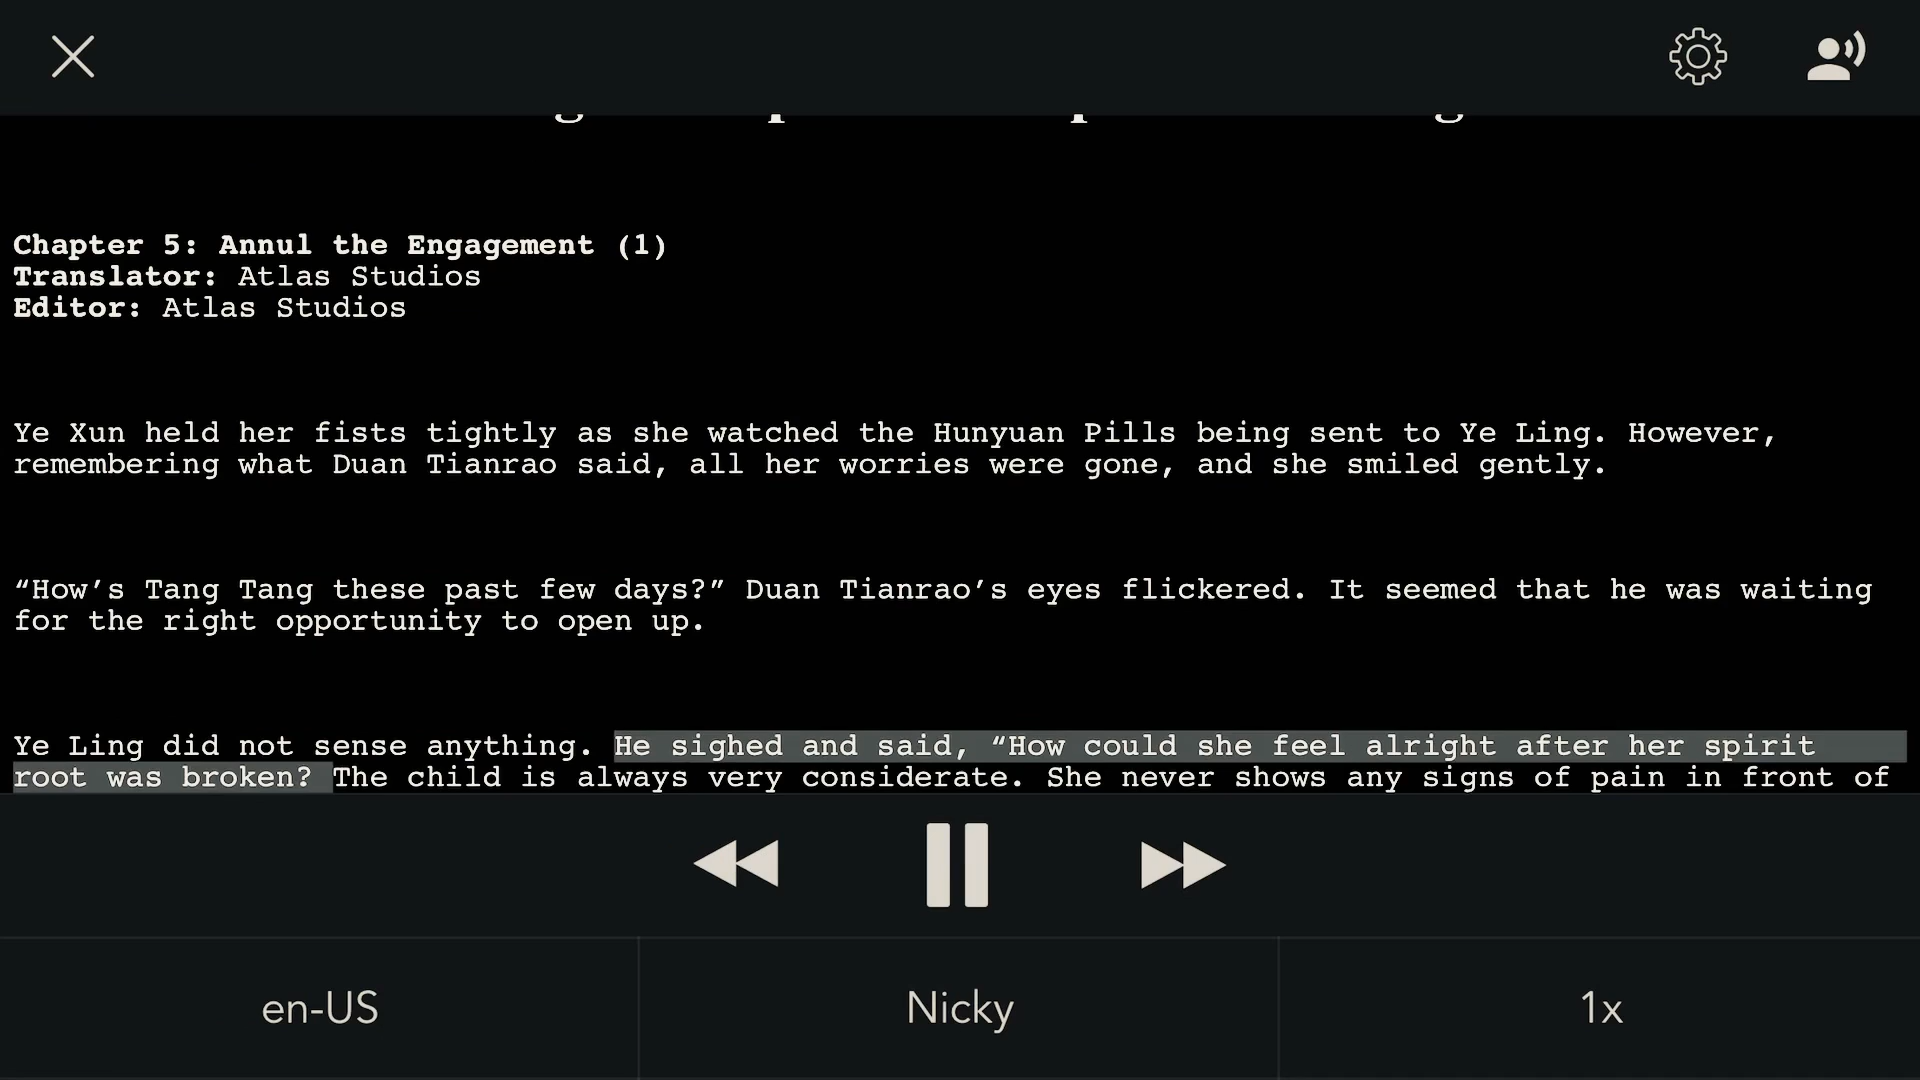 Chapter 5: Annul the Engagement (1)
Translator: Atlas Studios
Editor: Atlas Studios
Ye Xun held her fists tightly as she watched the Hunyuan Pills being sent to Ye Ling. However,
remembering what Duan Tianrao said, all her worries were gone, and she smiled gently.
“How’s Tang Tang these past few days?” Duan Tianrao’s eyes flickered. It seemed that he was waiting
for the right opportunity to open up.
Ye Ling did not sense anything. He sighed and said, “How could she feel alright after her spirit
root was broken? The child is always very considerate. She never shows any signs of pain in front of
en-US
Nicky
1x